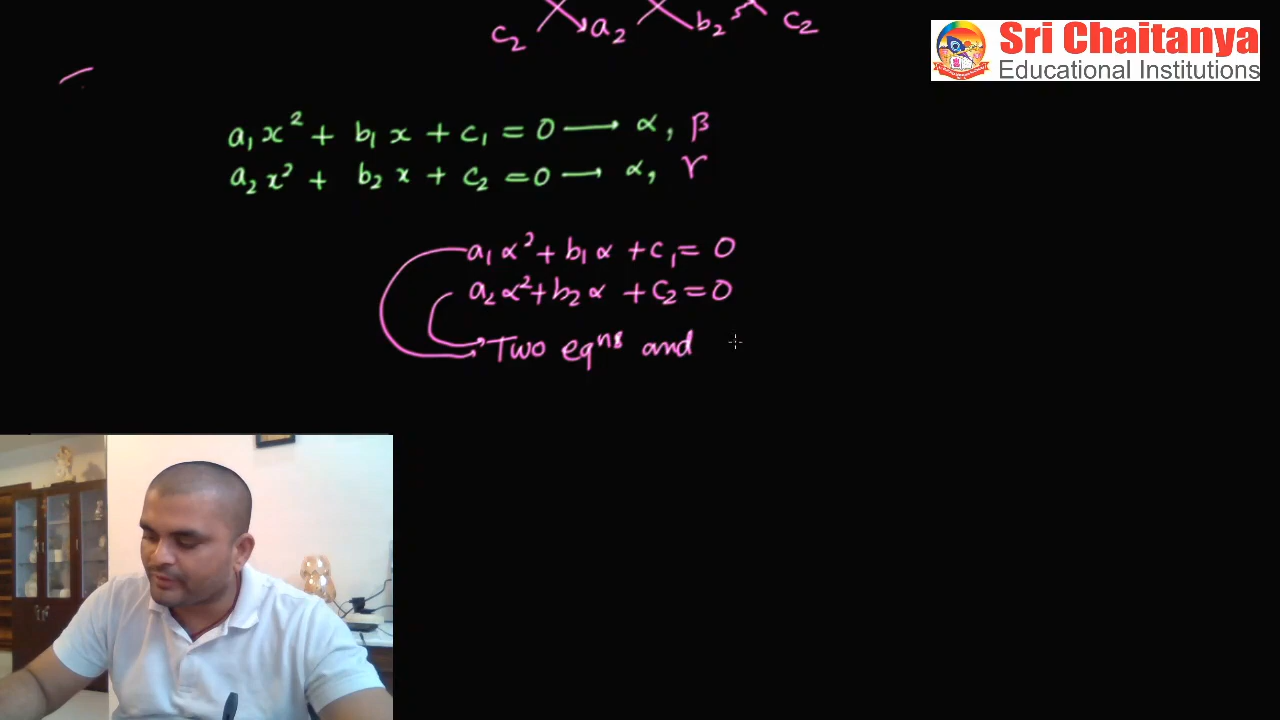 c₂ a₂ b₂ c₂
Sri Chaitanya
Educational Institutions
a₁x² + b₁x + c₁ = 0 → α, β
a₂x² + b₂x + c₂ = 0 → α, γ
a₁α² + b₁α + c₁ = 0
a₂α² + b₂α + c₂ = 0
Two eqⁿˢ and